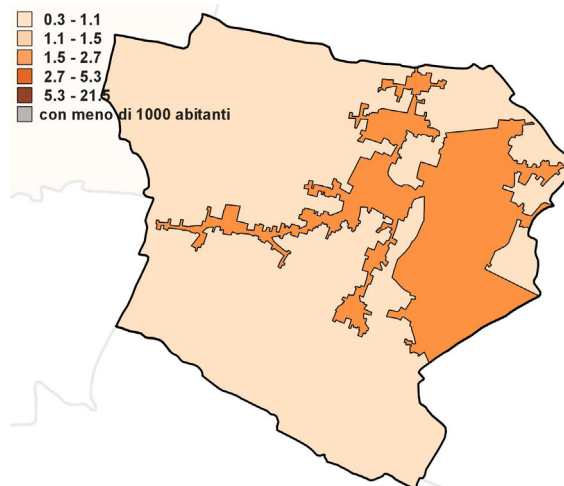 0.3 - 1.1
1.1 - 1.5
1.5 - 2.7
2.7 - 5.3
5.3 - 21.5
con meno di 1000 abitanti